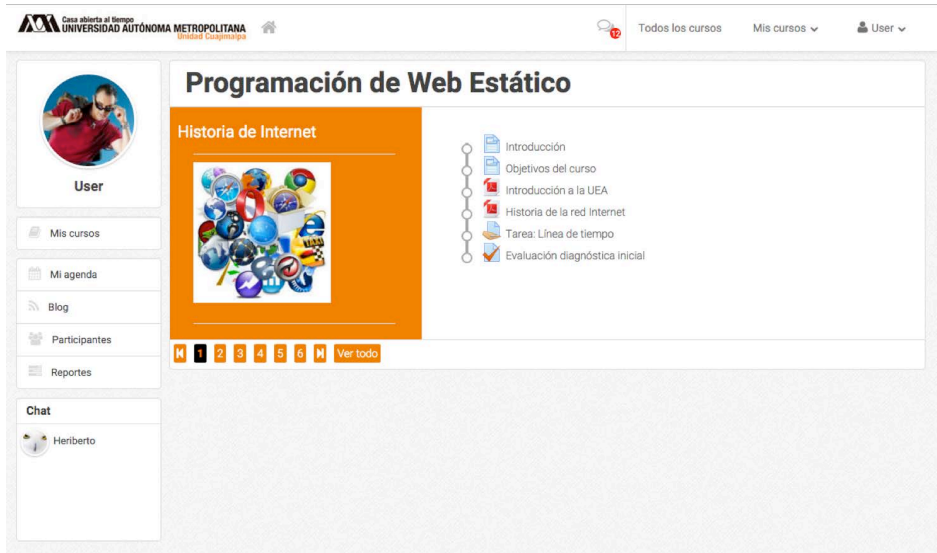 Casa abierta al tiempo
UNIVERSIDAD AUTÓNOMA METROPOLITANA
Unidad Cuajimalpa
12
Todos los cursos
Mis cursos
User
User
Mis cursos
Mi agenda
Blog
Participantes
Reportes
Chat
Heriberto
Programación de Web Estático
Historia de Internet
TAXI
Introducción
Objetivos del curso
Introducción a la UEA
Historia de la red Internet
Tarea: Línea de tiempo
Evaluación diagnóstica inicial
1 2 3 4 5 6 Ver todo